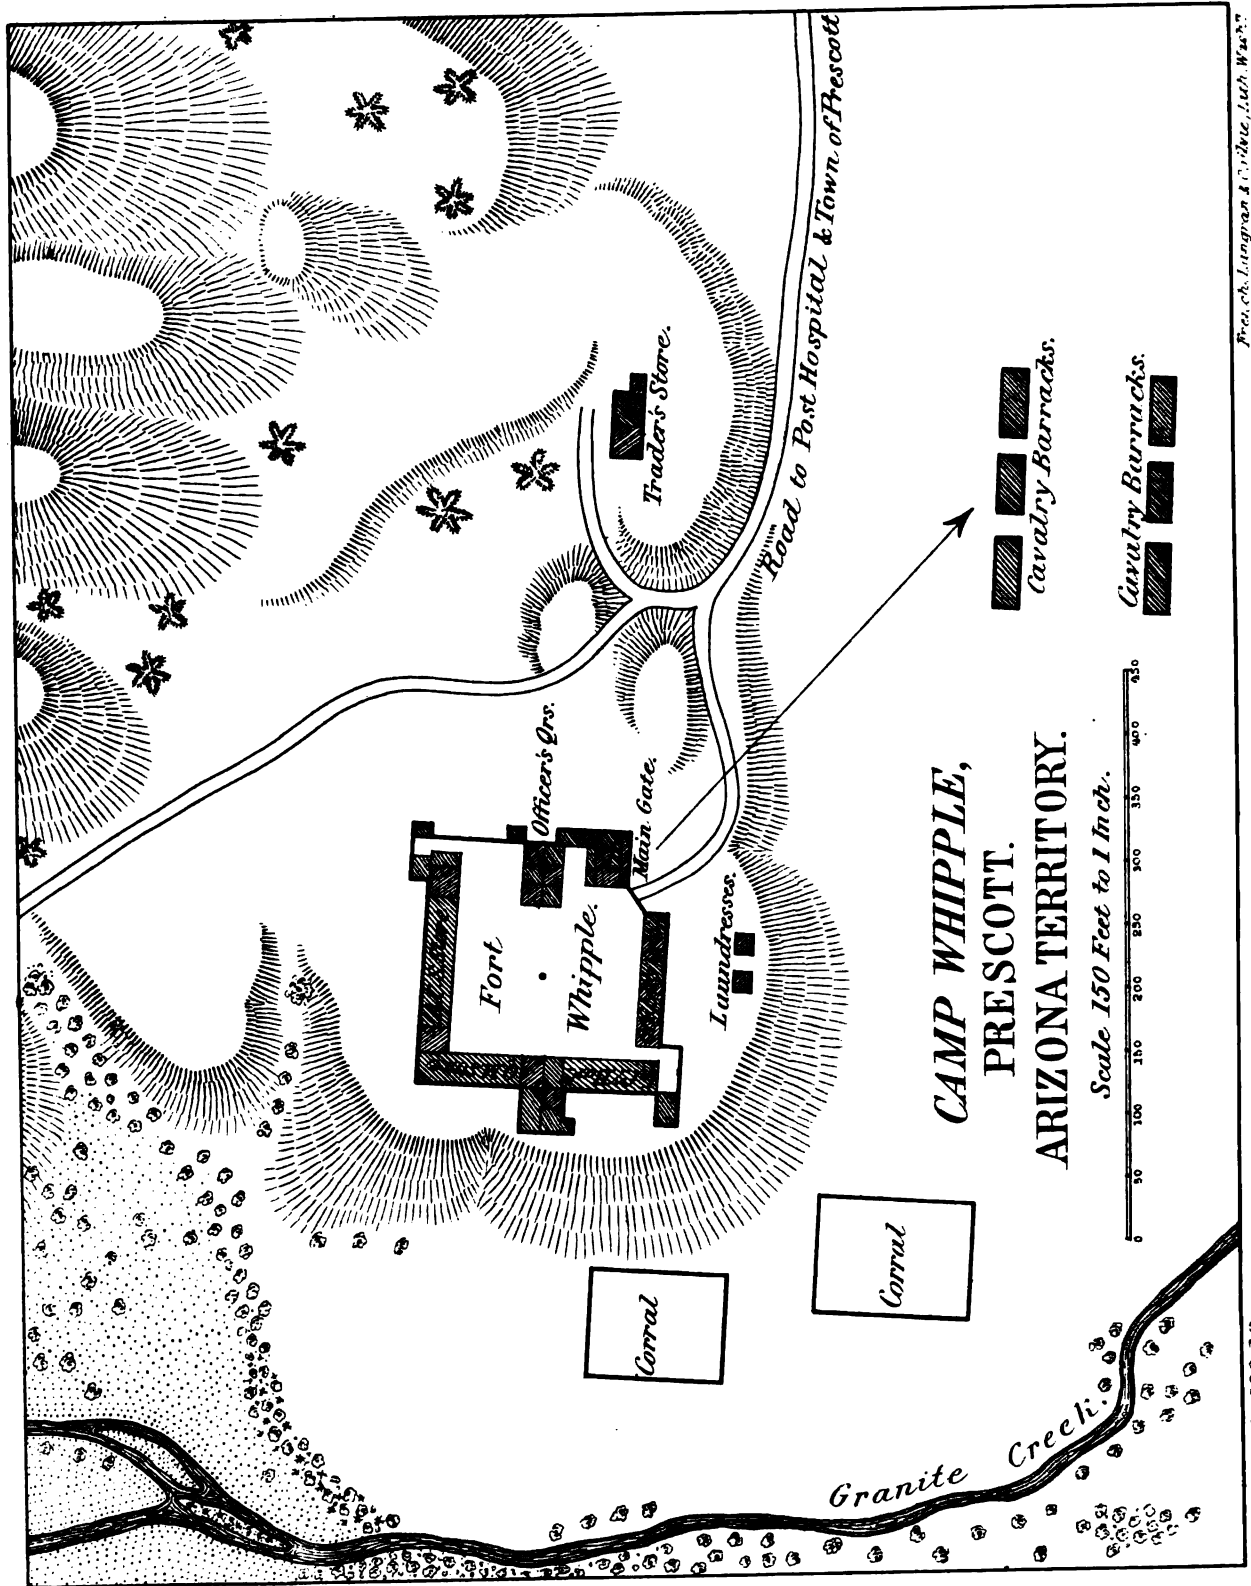 CAMP WHIPPLE,
PRESCOTT.
ARIZONA TERRITORY.
Scale 150 Feet to 1 Inch.
0 50 100 150 200 250 300 350 400 450
Fort
Whipple.
Officer's Qrs.
Main Gate.
Laundresses.
Trader's Store.
Road to Post Hospital & Town of Prescott
Cavalry Barracks.
Cavalry Barracks.
Corral
Corral
Granite Creek.